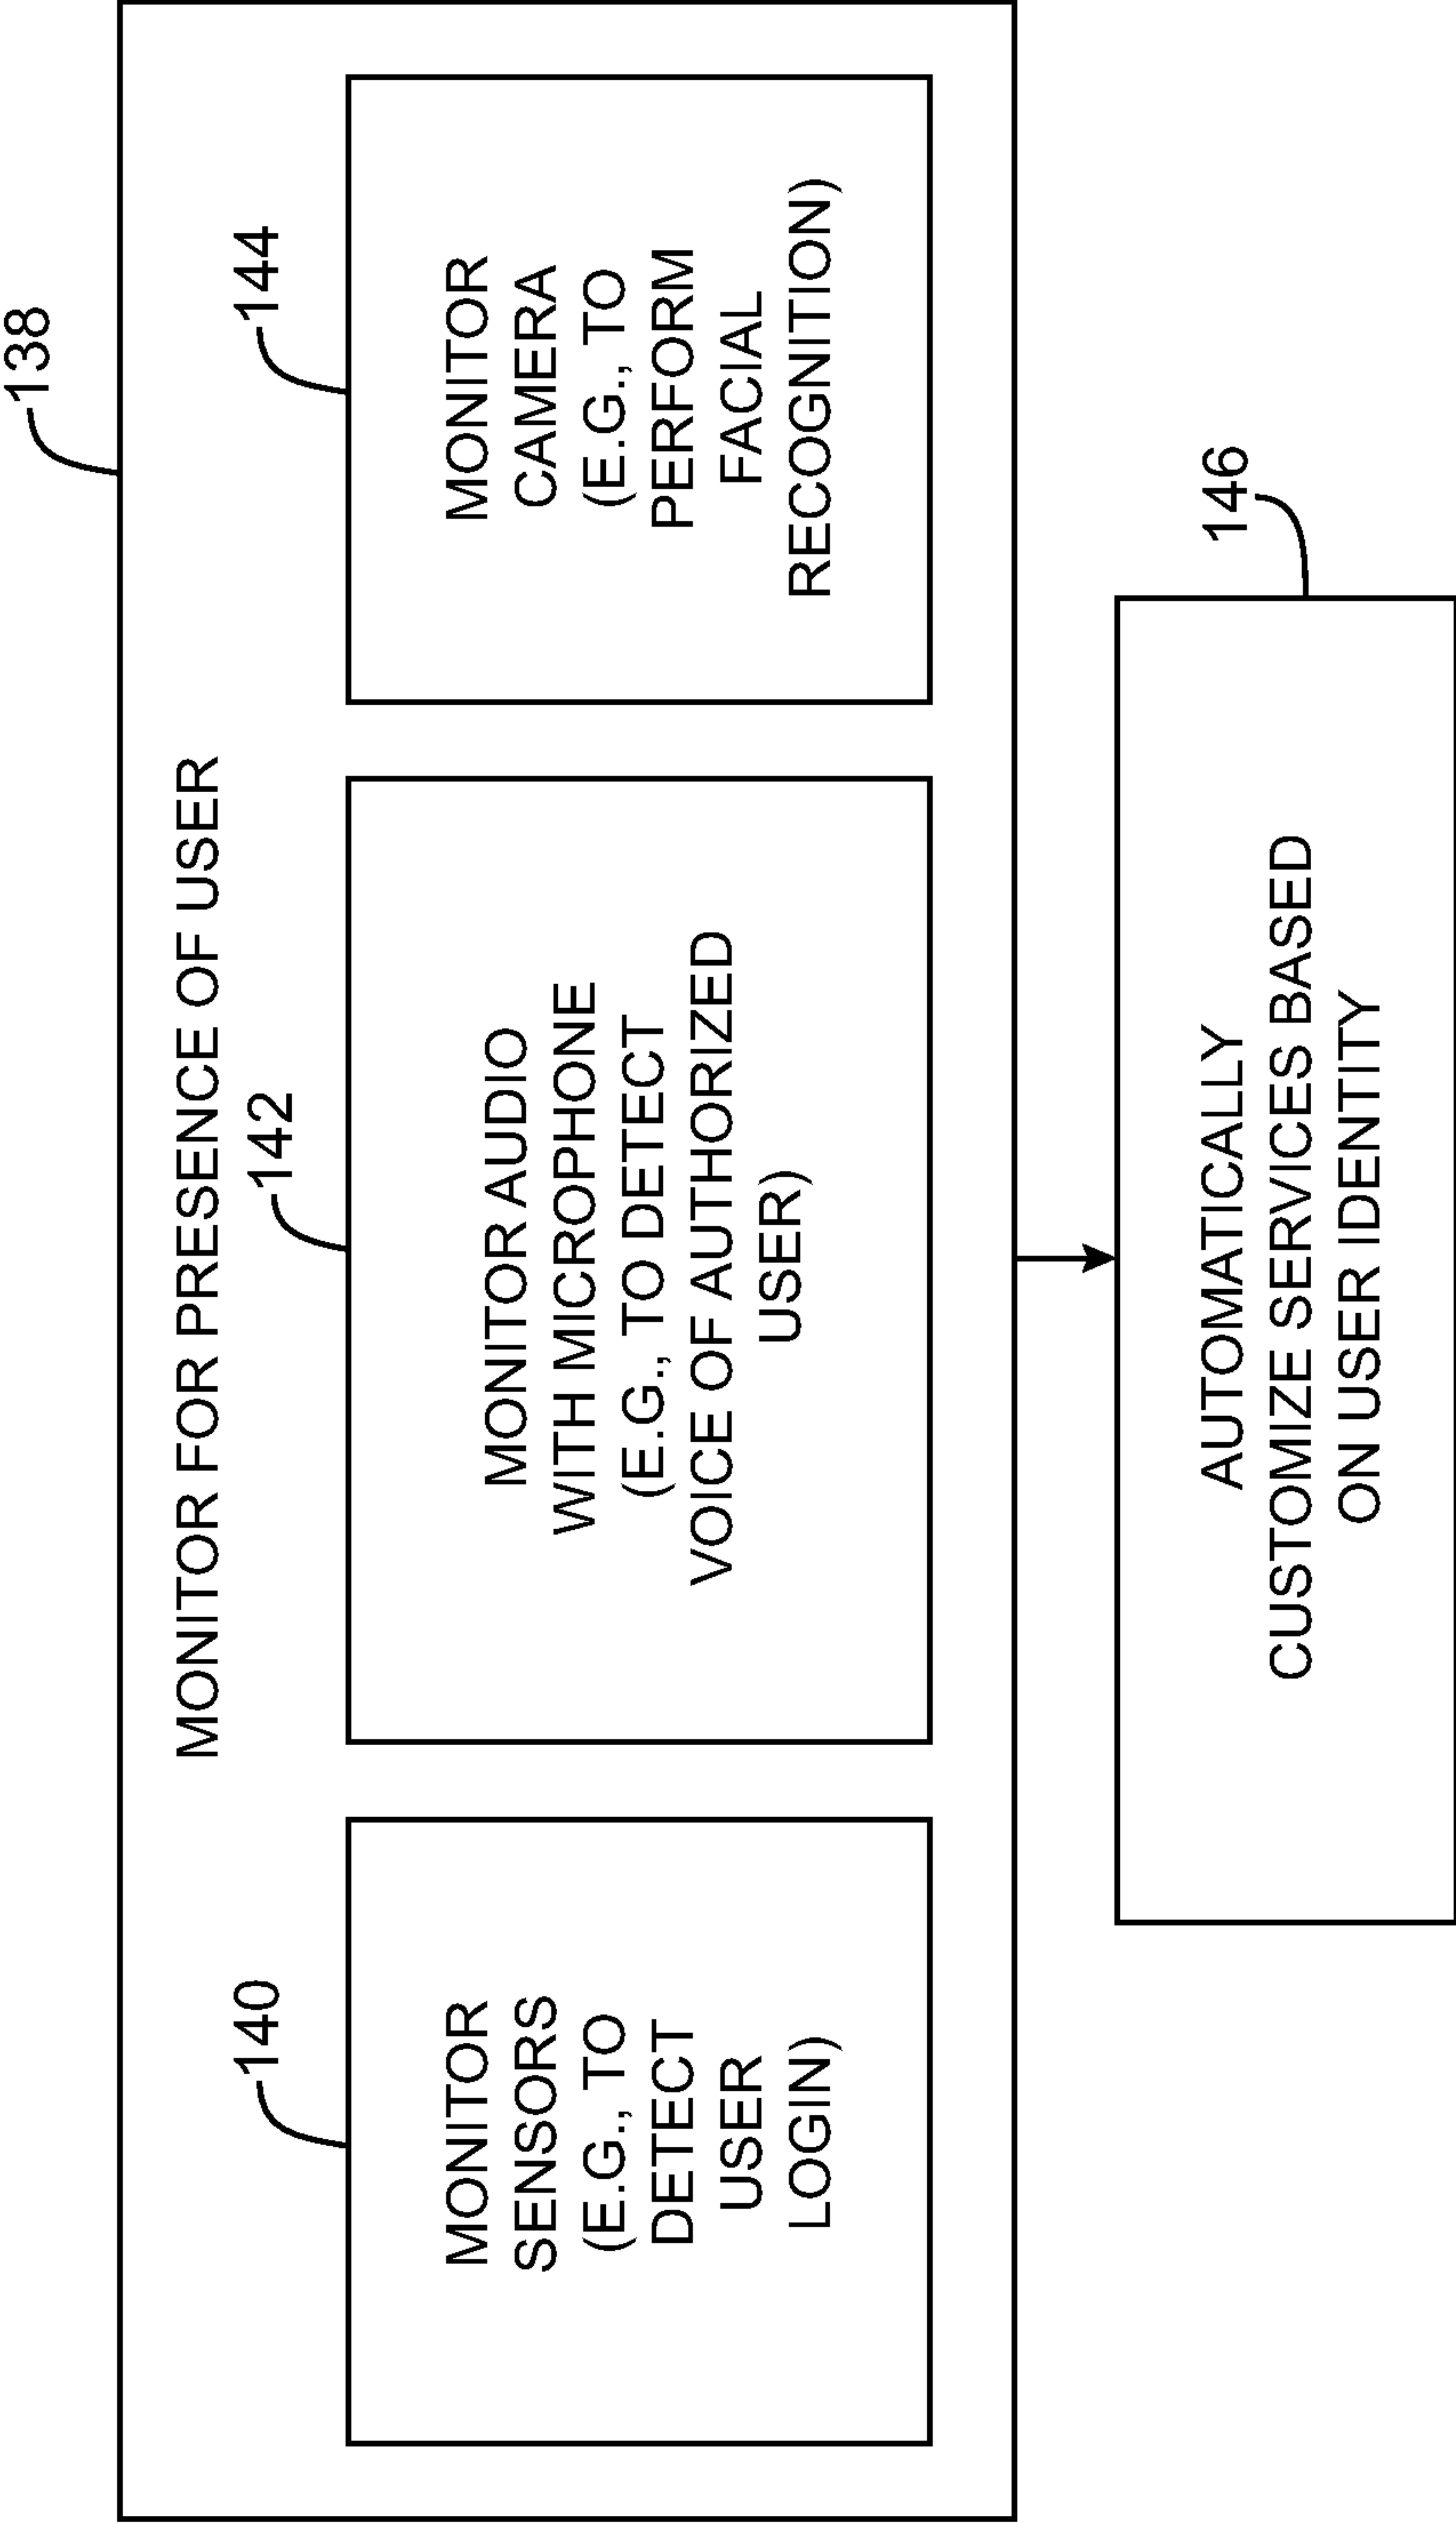 138
MONITOR FOR PRESENCE OF USER
140
MONITOR
SENSORS
(E.G., TO
DETECT
USER
LOGIN)
142
MONITOR AUDIO
WITH MICROPHONE
(E.G., TO DETECT
VOICE OF AUTHORIZED
USER)
144
MONITOR
CAMERA
(E.G., TO
PERFORM
FACIAL
RECOGNITION)
146
AUTOMATICALLY
CUSTOMIZE SERVICES BASED
ON USER IDENTITY